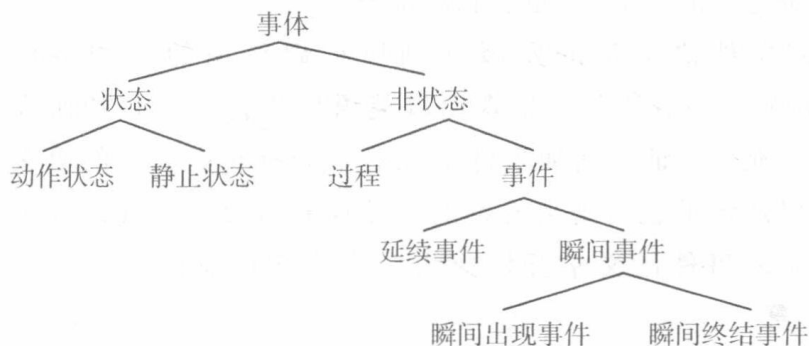 事体
状态 非状态
动作状态 静止状态 过程 事件
延续事件 瞬间事件
瞬间出现事件 瞬间终结事件